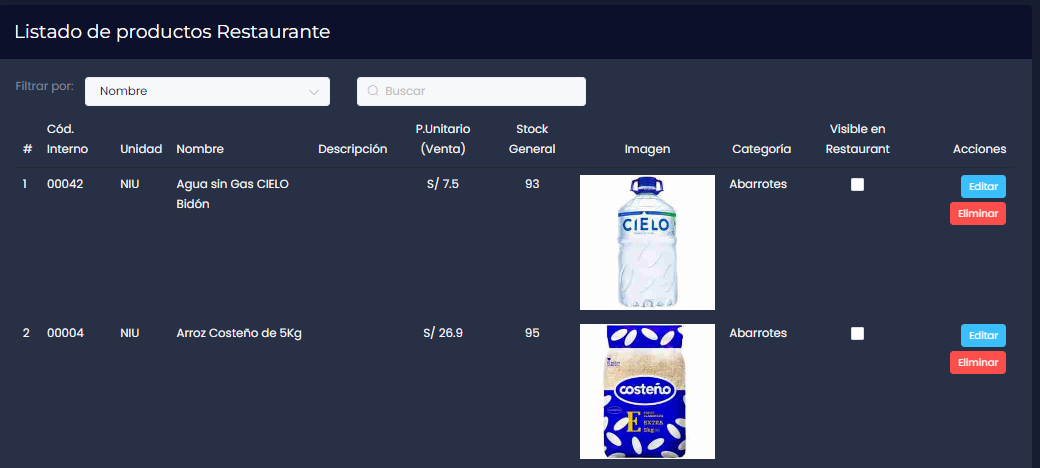 Listado de productos Restaurante
Filtrar por: Nombre Buscar
# Cód. Interno Unidad Nombre Descripción P.Unitario (Venta) Stock General Imagen Categoría Visible en Restaurant Acciones
1 00042 NIU Agua sin Gas CIELO Bidón S/ 7.5 93 Abarrotes Editar
Eliminar
CIELO
2 00004 NIU Arroz Costeño de 5Kg S/ 26.9 95 Abarrotes Editar
Eliminar
costeño
E EXTRA
5kg